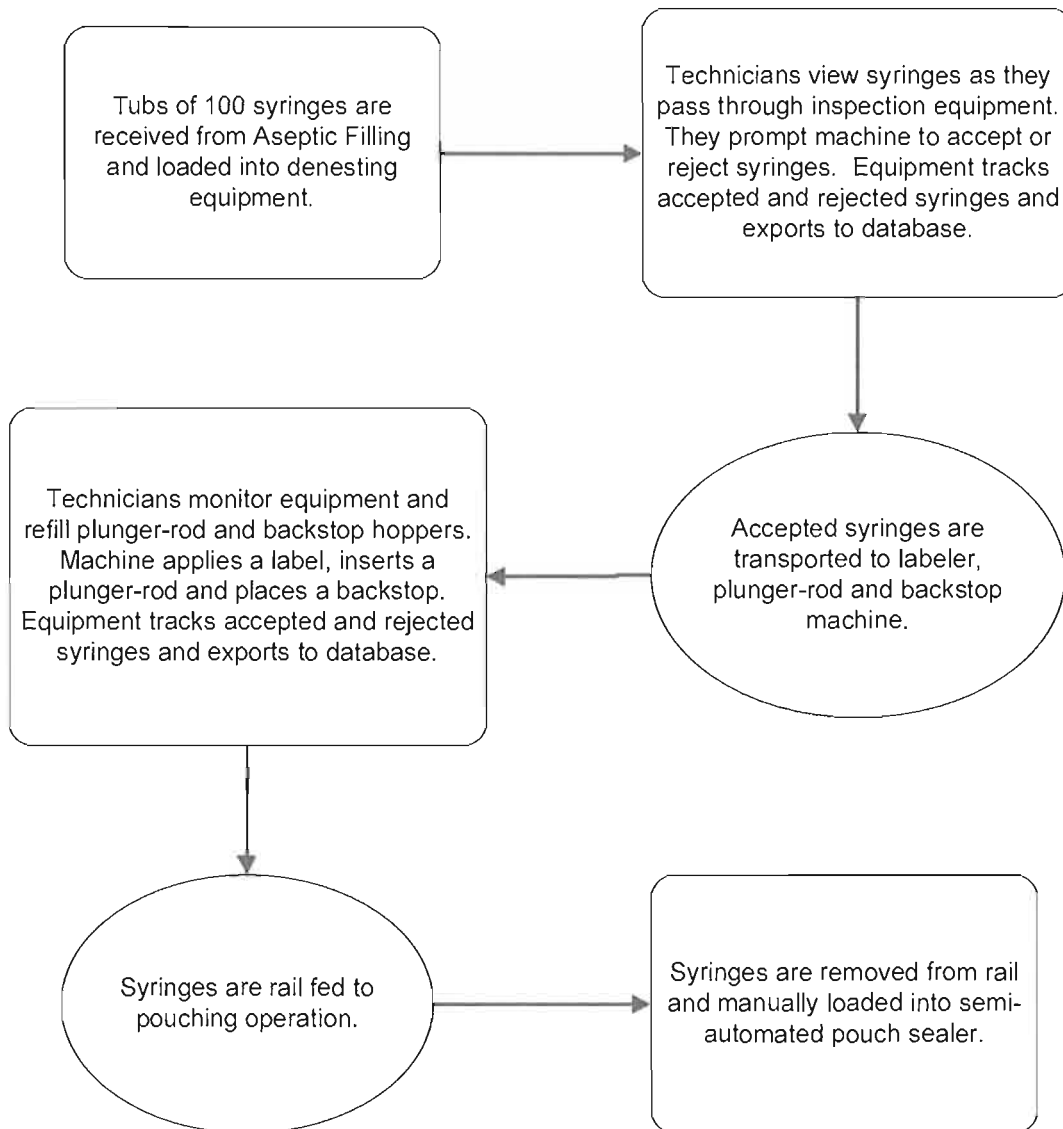 Tubs of 100 syringes are
received from Aseptic Filling
and loaded into denesting
equipment.
Technicians view syringes as they
pass through inspection equipment.
They prompt machine to accept or
reject syringes.  Equipment tracks
accepted and rejected syringes and
exports to database.
Accepted syringes are
transported to labeler,
plunger-rod and backstop
machine.
Technicians monitor equipment and
refill plunger-rod and backstop hoppers.
Machine applies a label, inserts a
plunger-rod and places a backstop.
Equipment tracks accepted and rejected
syringes and exports to database.
Syringes are rail fed to
pouching operation.
Syringes are removed from rail
and manually loaded into semi-
automated pouch sealer.